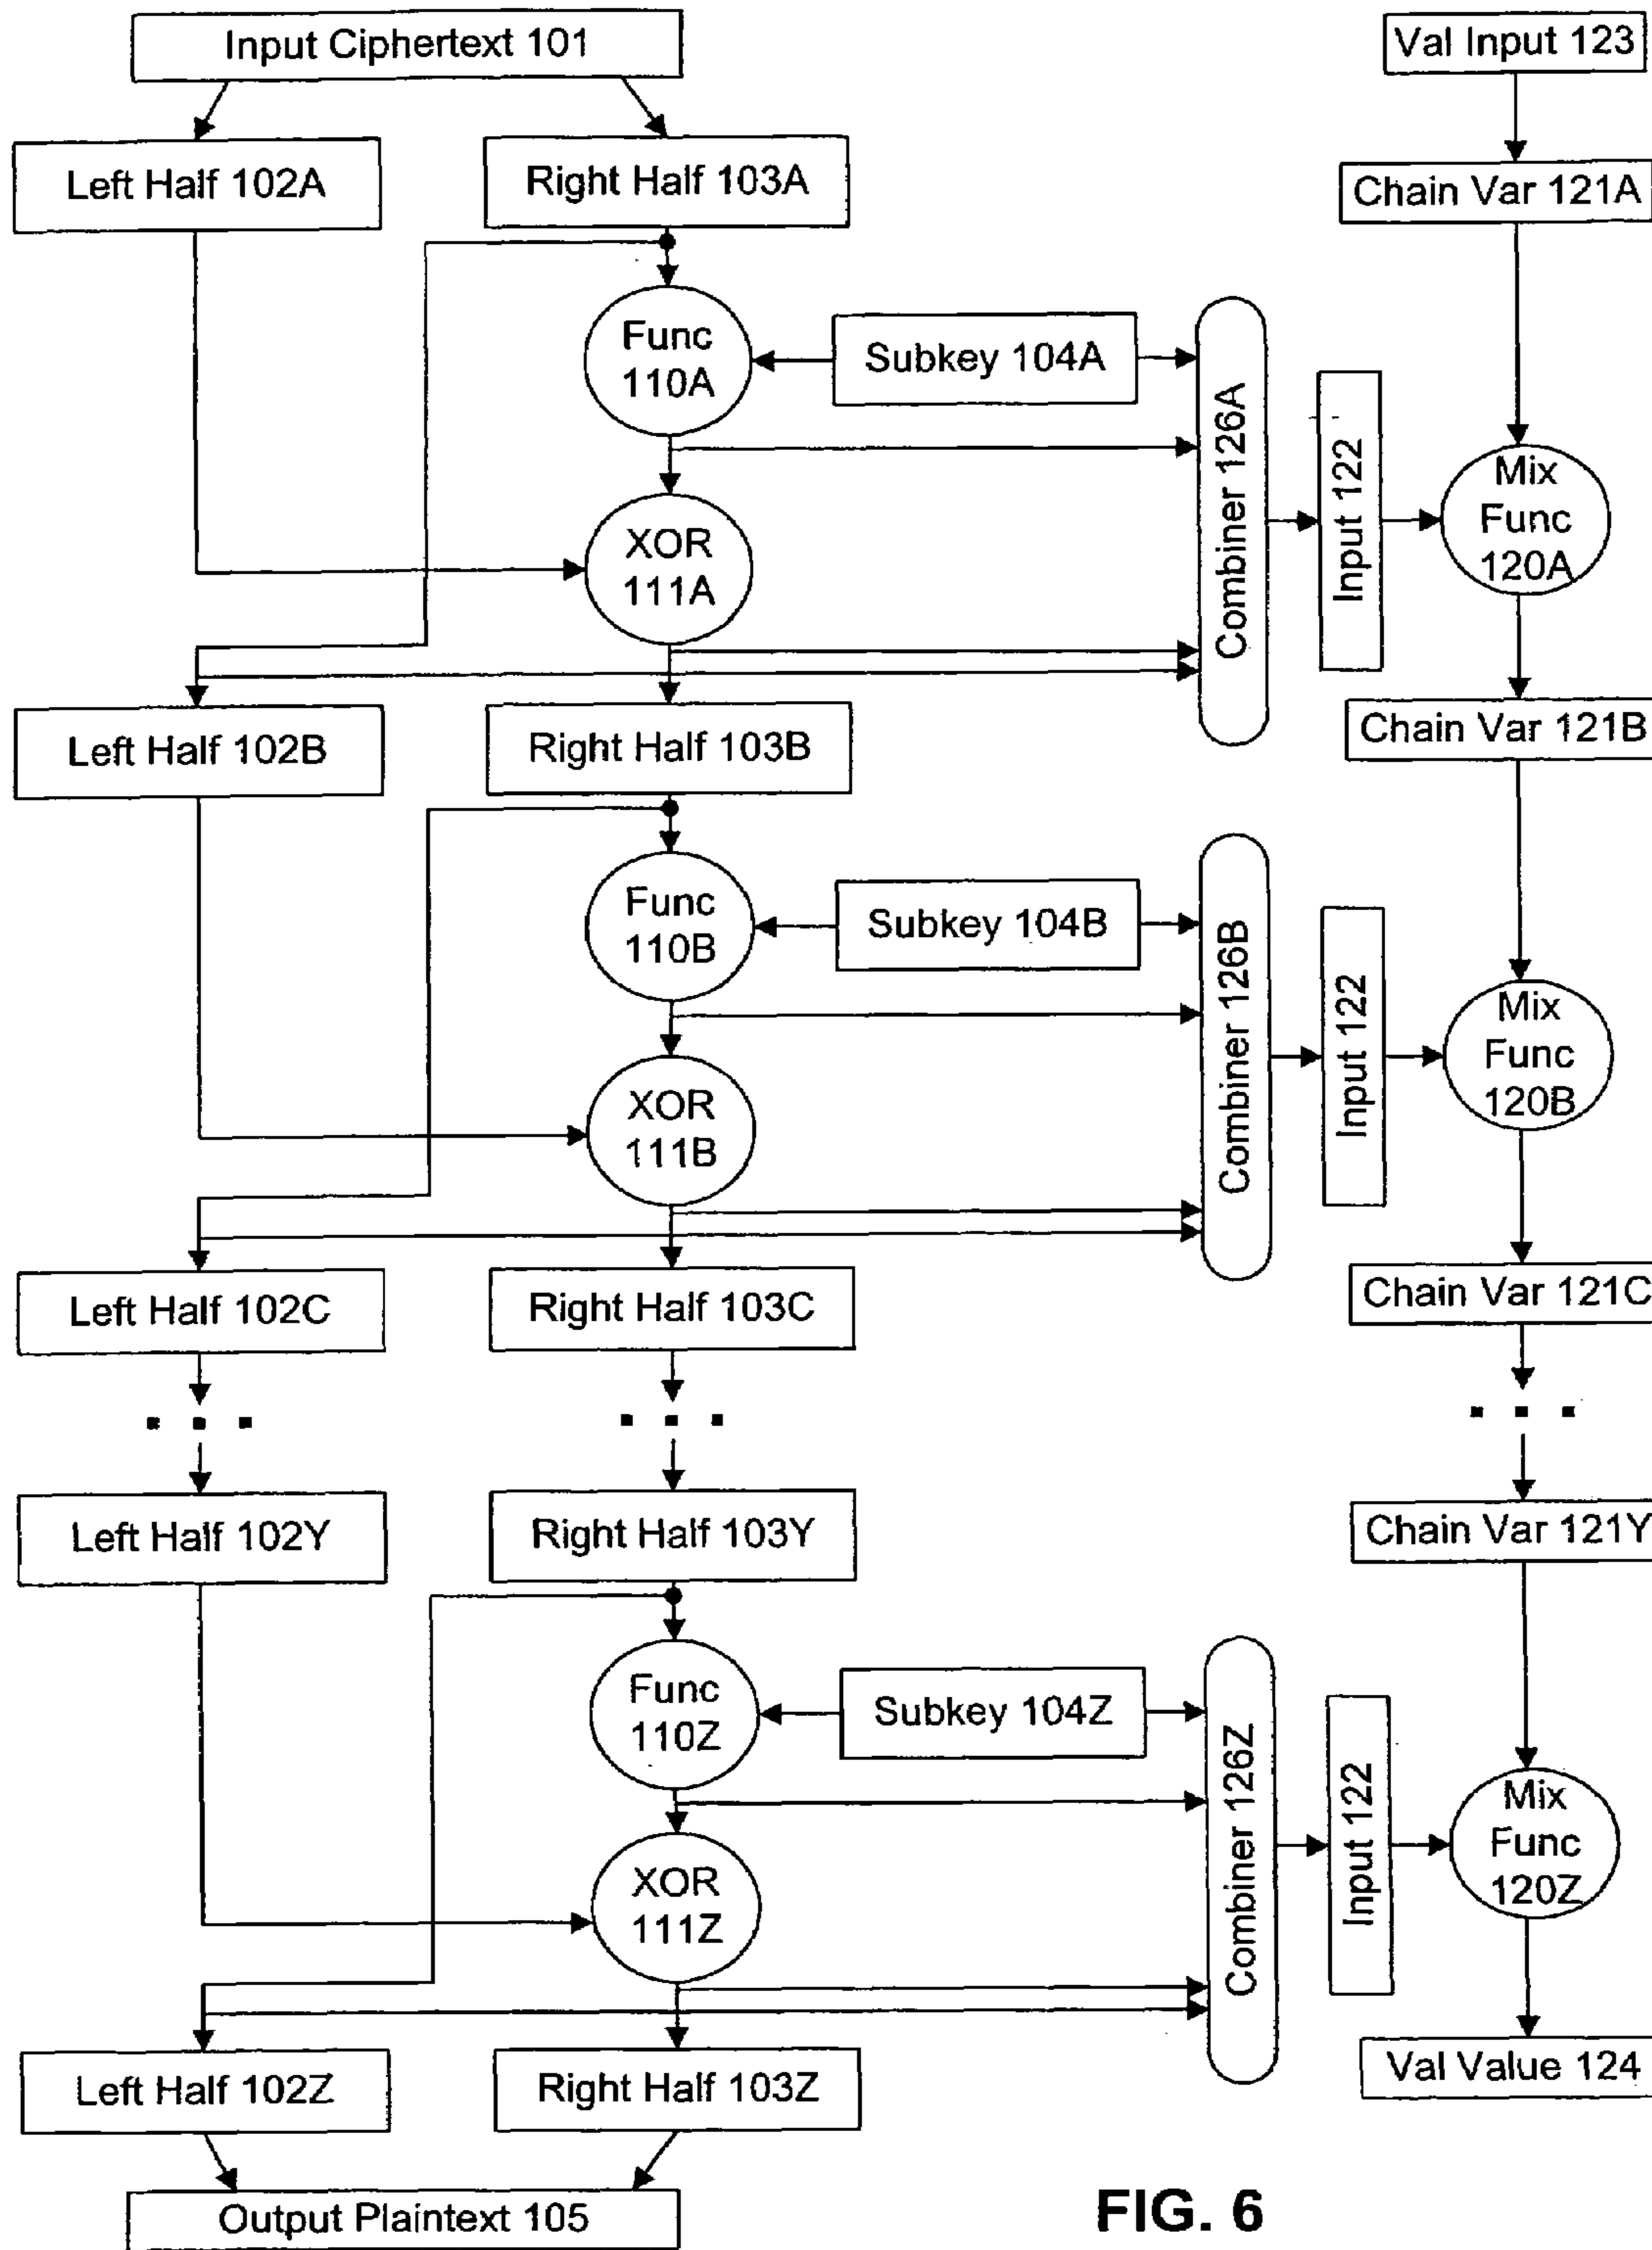 Input Ciphertext 101
Val Input 123
Left Half 102A
Right Half 103A
Chain Var 121A
Func
110A
Subkey 104A
Combiner 126A
Input 122
Mix
Func
120A
XOR
111A
Left Half 102B
Right Half 103B
Chain Var 121B
Func
110B
Subkey 104B
Combiner 126B
Input 122
Mix
Func
120B
XOR
111B
Left Half 102C
Right Half 103C
Chain Var 121C
Left Half 102Y
Right Half 103Y
Chain Var 121Y
Func
110Z
Subkey 104Z
Combiner 126Z
Input 122
Mix
Func
120Z
XOR
111Z
Left Half 102Z
Right Half 103Z
Val Value 124
Output Plaintext 105
FIG. 6